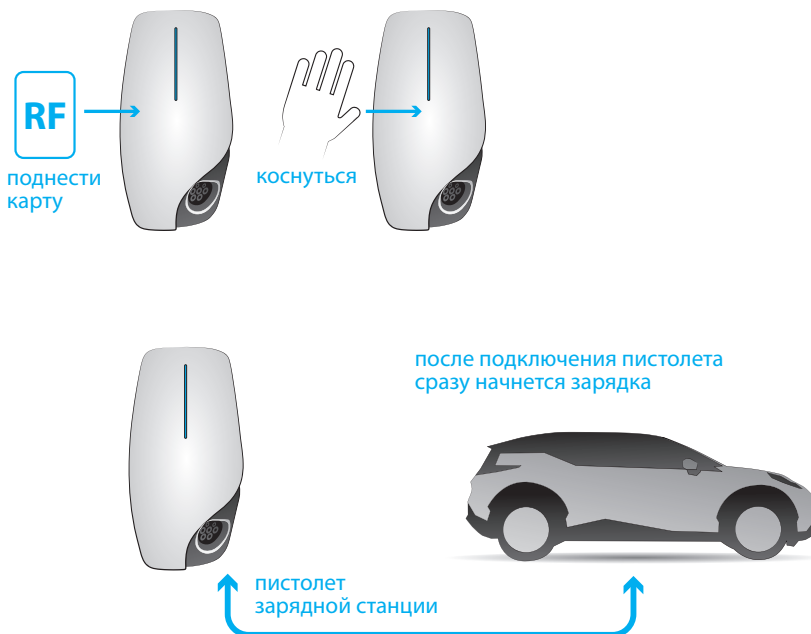 RF
поднести
карту
коснуться
после подключения пистолета
сразу начнется зарядка
пистолет
зарядной станции